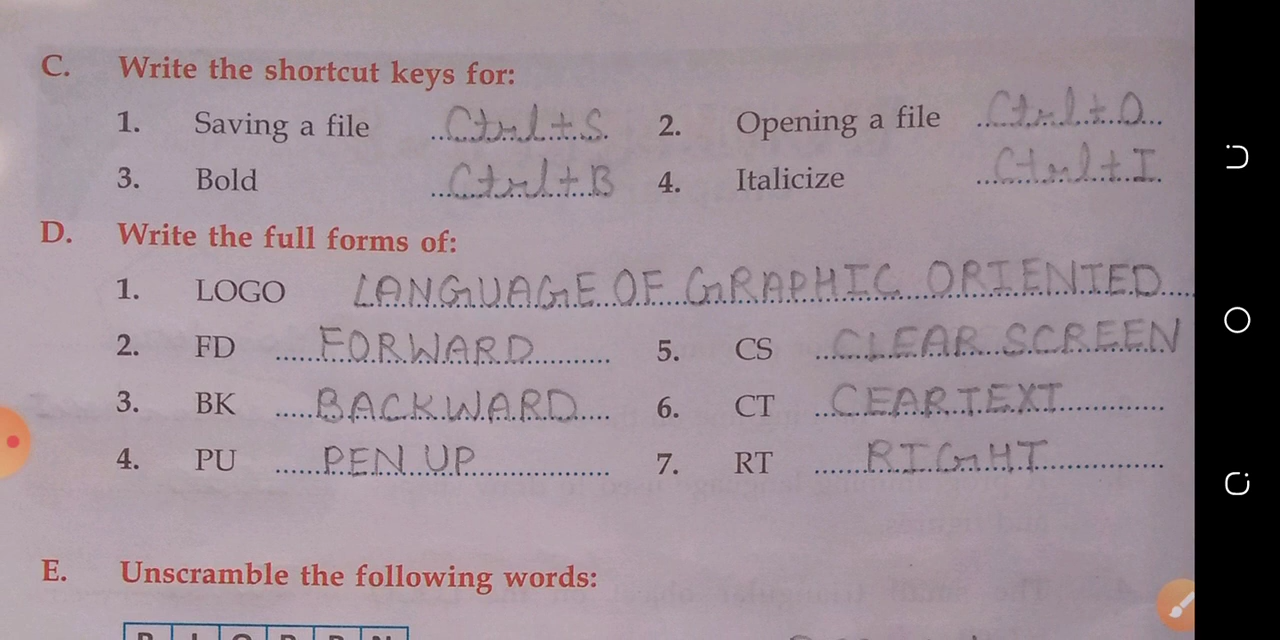 C. Write the shortcut keys for:
1. Saving a file Ctrl+S 2. Opening a file Ctrl+O
3. Bold Ctrl+B 4. Italicize Ctrl+I
D. Write the full forms of:
1. LOGO LANGUAGE OF GRAPHIC ORIENTED
2. FD FORWARD 5. CS CLEAR SCREEN
3. BK BACKWARD 6. CT CEAR TEXT
4. PU PEN UP 7. RT RIGHT
E. Unscramble the following words: